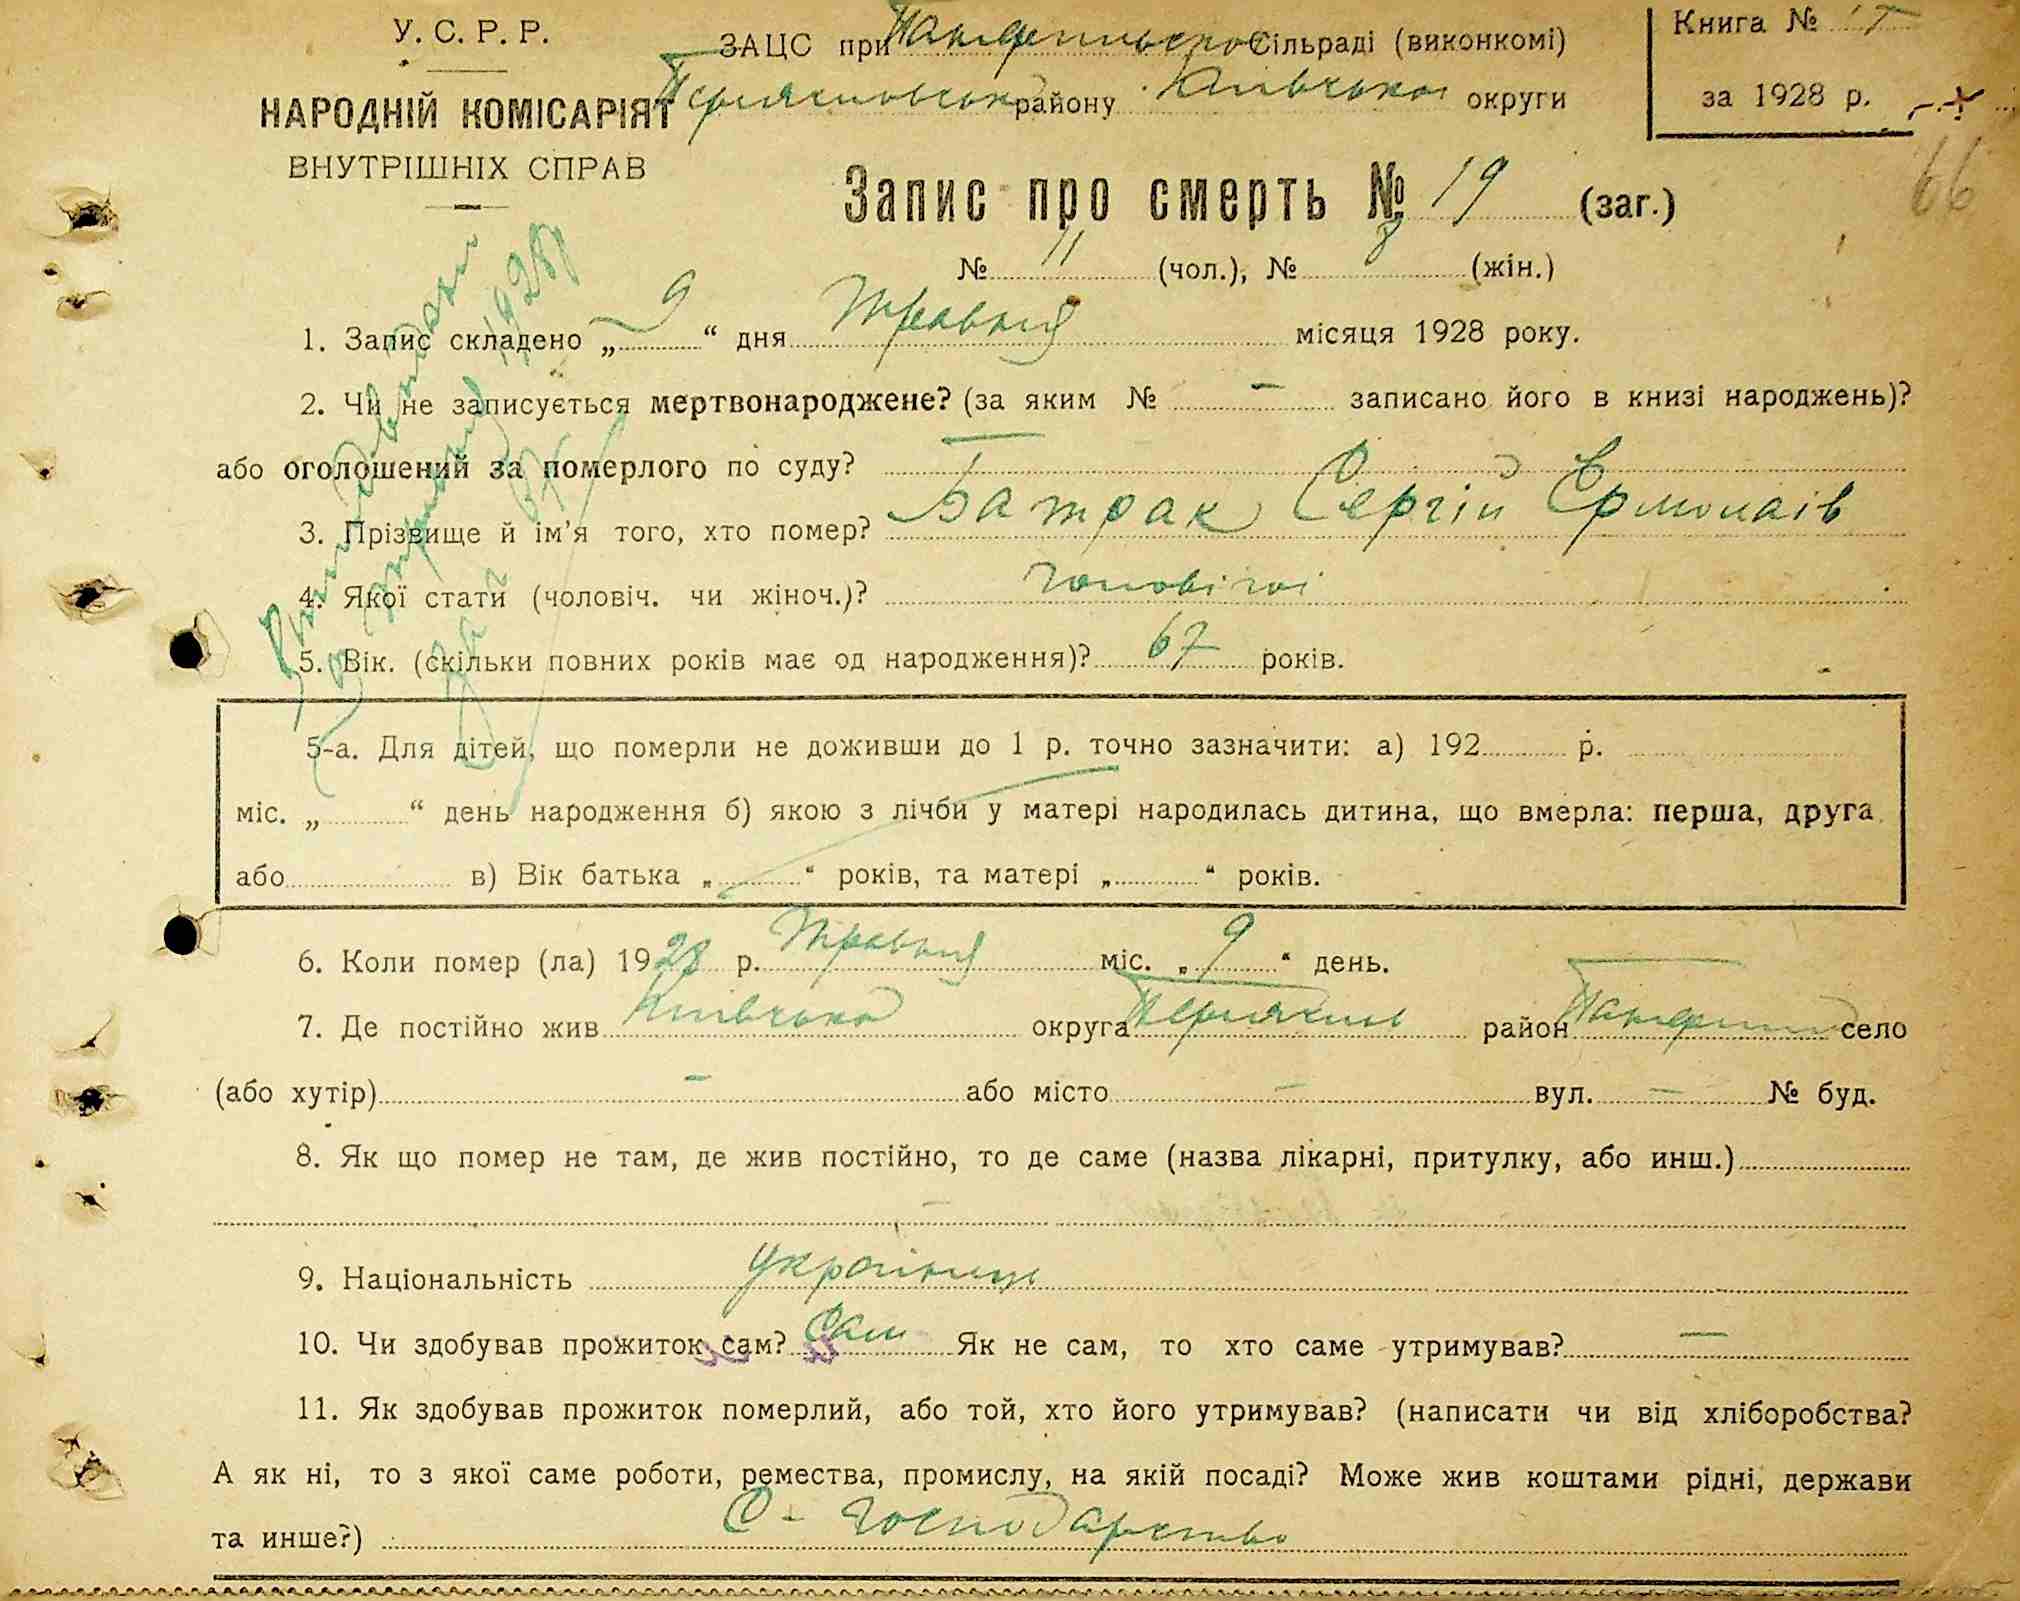 У. С. Р. Р.
НАРОДНІЙ КОМІСАРІЯТ
ВНУТРІШНІХ СПРАВ
ЗАЦС при Панфильської Сільраді (виконкомі)
району Київської округи
Книга №
за 1928 р.
66
Запис про смерть № 19 (заг.)
№ 11 (чол.), № 8 (жін.)
1. Запис складено „ 9 “ дня Травня місяця 1928 року.
2. Чи не записується мертвонароджене? (за яким № — записано його в книзі народжень)?
або оголошений за померлого по суду? —
3. Прізвище й ім’я того, хто помер? Батрак Сергій Єрмолаїв
4. Якої стати (чоловіч. чи жіноч.)? чоловічої
5. Вік. (скільки повних років має од народження)? 67 років.
5-а. Для дітей, що померли не доживши до 1 р. точно зазначити: а) 192 р.
міс. „ “ день народження б) якою з лічби у матері народилась дитина, що вмерла: перша, друга
або в) Вік батька „ “ років, та матері „ “ років.
6. Коли помер (ла) 1928 р. Травня міс. „ 9 “ день.
7. Де постійно жив Київська округа район село
(або хутір) — або місто — вул. — № буд.
8. Як що помер не там, де жив постійно, то де саме (назва лікарні, притулку, або инш.)
—
9. Національність українець
10. Чи здобував прожиток сам? Сам Як не сам, то хто саме утримував? —
11. Як здобував прожиток померлий, або той, хто його утримував? (написати чи від хліборобства?
А як ні, то з якої саме роботи, ремества, промислу, на якій посаді? Може жив коштами рідні, держави
та инше?) С - господарство